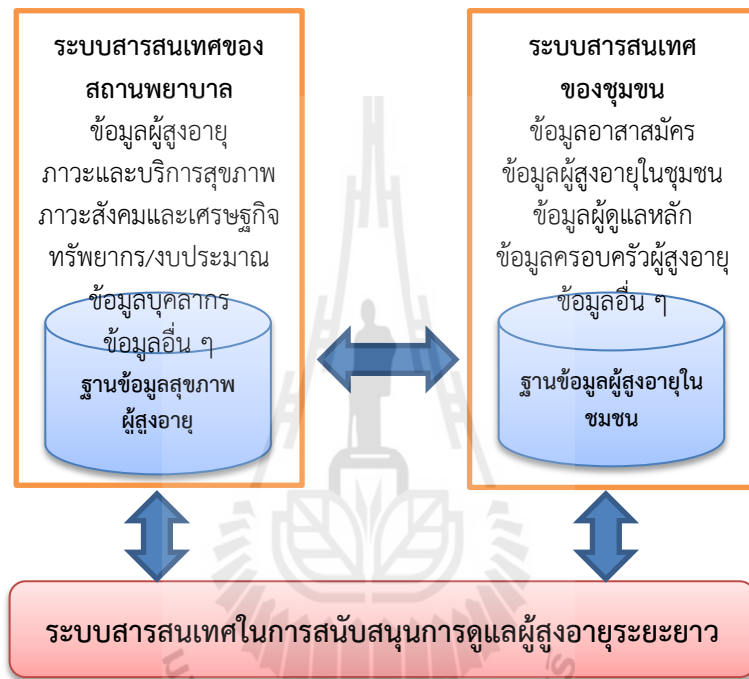 ระบบสารสนเทศของ
สถานพยาบาล
ข้อมูลผู้สูงอายุ
ภาวะและบริการสุขภาพ
ภาวะสังคมและเศรษฐกิจ
ทรัพยากร/งบประมาณ
ข้อมูลบุคลากร
ข้อมูลอื่น ๆ
ฐานข้อมูลสุขภาพ
ผู้สูงอายุ
ระบบสารสนเทศ
ของชุมชน
ข้อมูลอาสาสมัคร
ข้อมูลผู้สูงอายุในชุมชน
ข้อมูลผู้ดูแลหลัก
ข้อมูลครอบครัวผู้สูงอายุ
ข้อมูลอื่น ๆ
ฐานข้อมูลผู้สูงอายุใน
ชมชน
ระบบสารสนเทศในการสนับสนุนการดูแลผู้สูงอายุระยะยาว